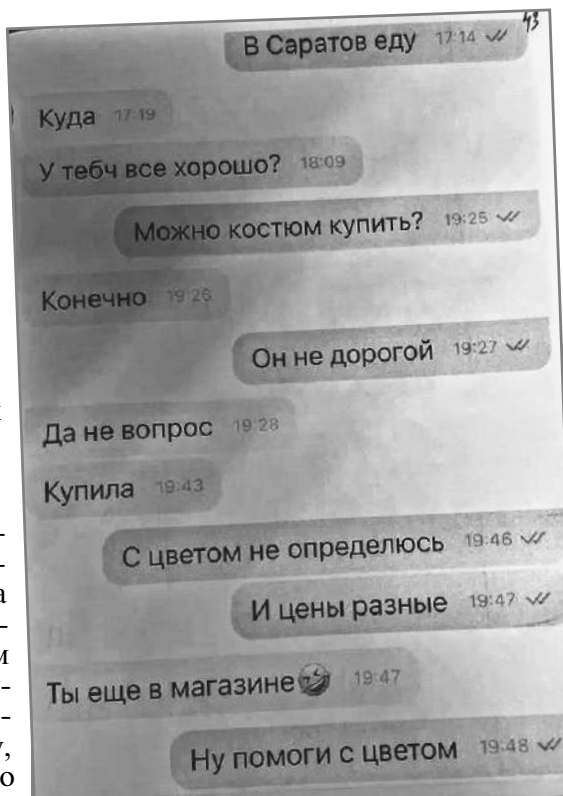 43
В Саратов еду 17:14
Куда 17:19
У тебч все хорошо? 18:09
Можно костюм купить? 19:25
Конечно 19:26
Он не дорогой 19:27
Да не вопрос 19:28
Купила 19:43
С цветом не определюсь 19:46
И цены разные 19:47
Ты еще в магазине🤣 19:47
Ну помоги с цветом 19:48